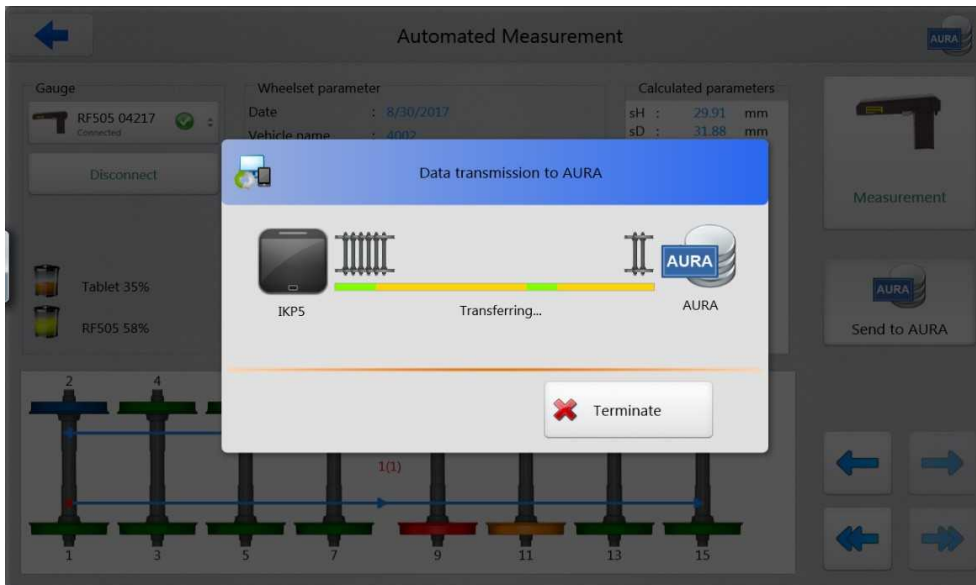 Automated Measurement
AURA
Gauge
RF505 04217
Connected
Disconnect
Tablet 35%
RF505 58%
Wheelset parameter
Date : 8/30/2017
Vehicle name : 4002
Calculated parameters
sH : 29.91 mm
sD : 31.88 mm
Measurement
Data transmission to AURA
AURA
IKP5
Transferring...
AURA
Terminate
AURA
Send to AURA
2 4
1(1)
1 3 5 7 9 11 13 15